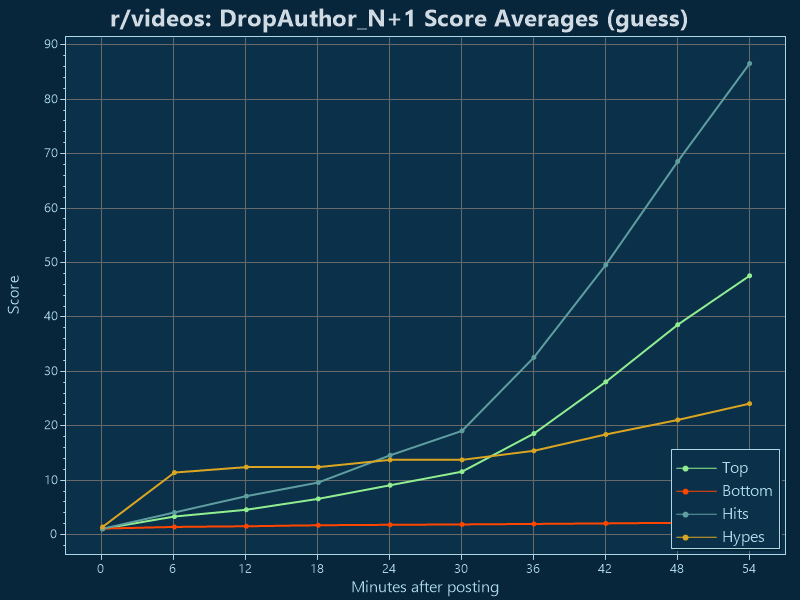 r/videos: DropAuthor_N+1 Score Averages (guess)
90
80
70
60
50
40
30
20
10
0
Score
0 6 12 18 24 30 36 42 48 54
Minutes after posting
Top
Bottom
Hits
Hypes